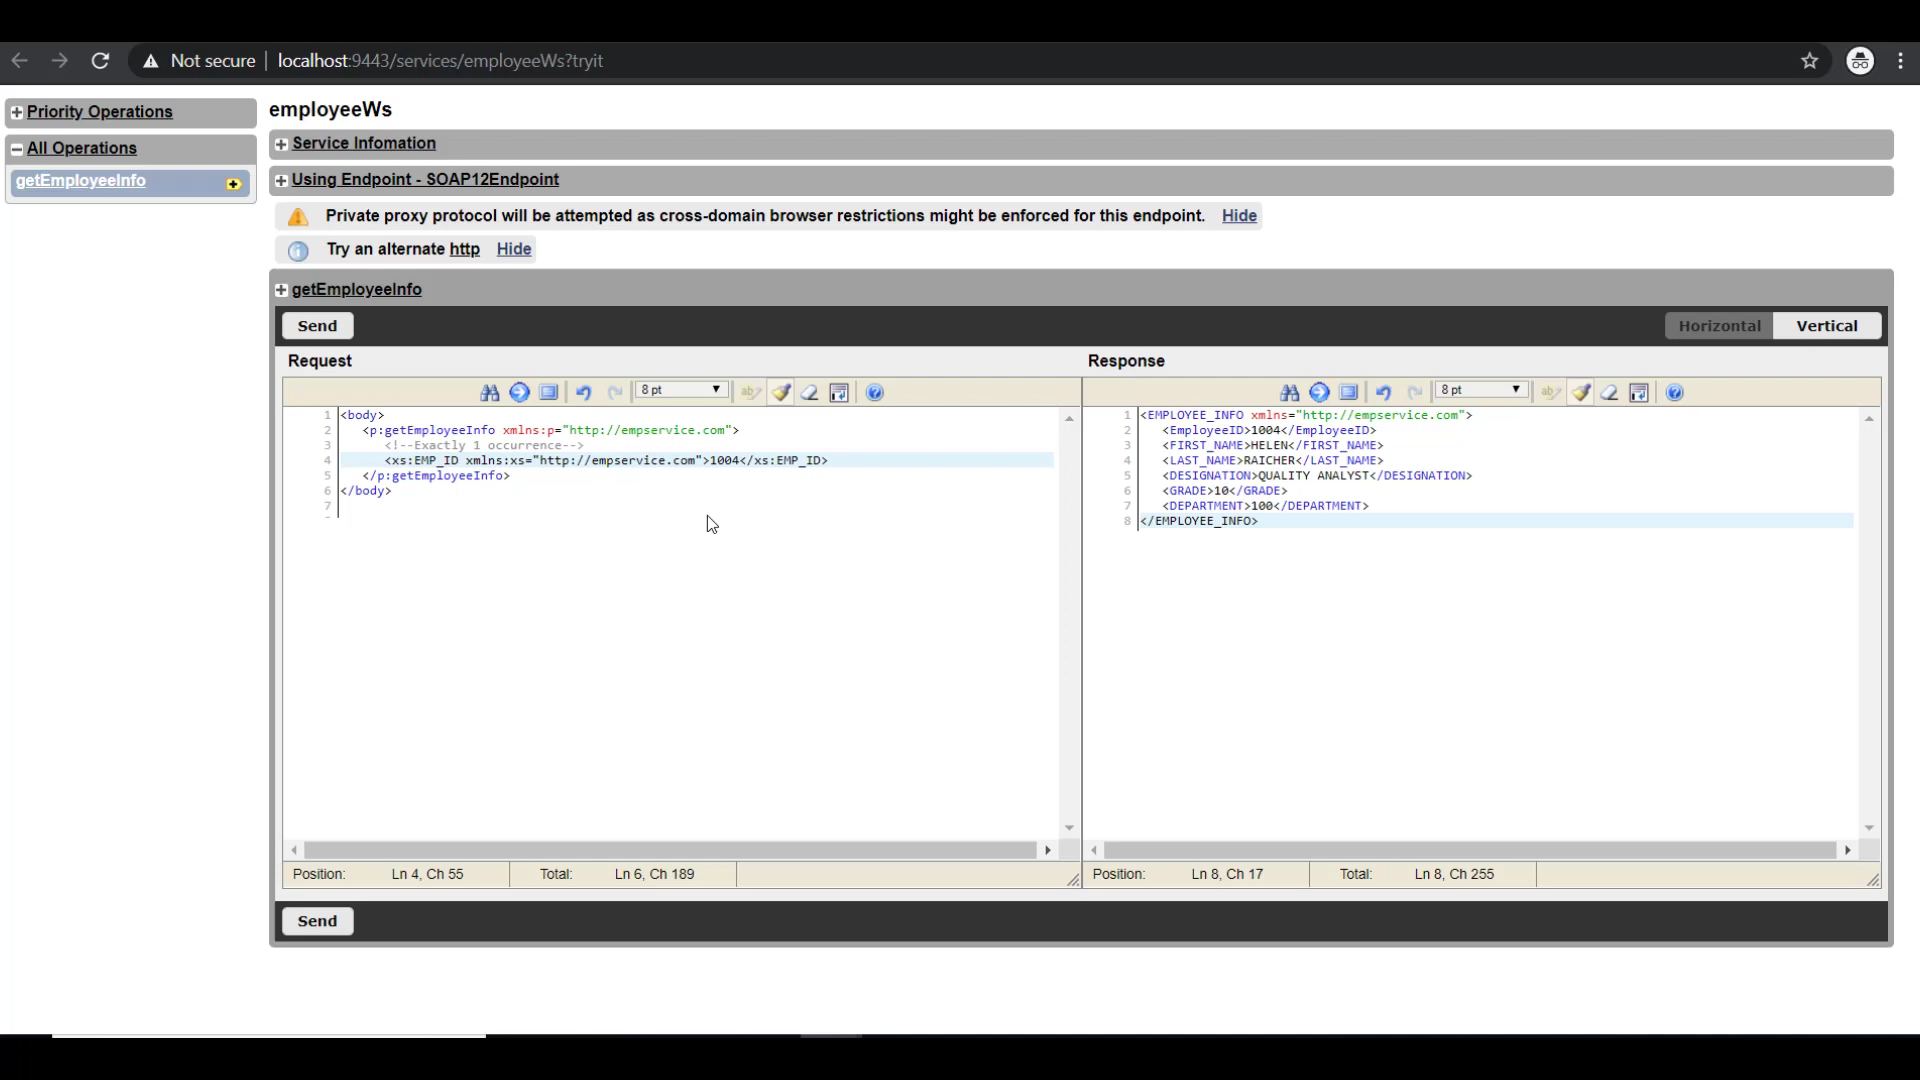 Not secure localhost:9443/services/employeeWs?tryit
Priority Operations
All Operations
getEmployeeInfo
employeeWs
Service Infomation
Using Endpoint - SOAP12Endpoint
Private proxy protocol will be attempted as cross-domain browser restrictions might be enforced for this endpoint. Hide
Try an alternate http Hide
getEmployeeInfo
Send
Horizontal Vertical
Request
8 pt
1 <body>
2 <p:getEmployeeInfo xmlns:p="http://empservice.com">
3 <!--Exactly 1 occurrence-->
4 <xs:EMP_ID xmlns:xs="http://empservice.com">1004</xs:EMP_ID>
5 </p:getEmployeeInfo>
6 </body>
7
Position: Ln 4, Ch 55 Total: Ln 6, Ch 189
Response
8 pt
1 <EMPLOYEE_INFO xmlns="http://empservice.com">
2 <EmployeeID>1004</EmployeeID>
3 <FIRST_NAME>HELEN</FIRST_NAME>
4 <LAST_NAME>RAICHER</LAST_NAME>
5 <DESIGNATION>QUALITY ANALYST</DESIGNATION>
6 <GRADE>10</GRADE>
7 <DEPARTMENT>100</DEPARTMENT>
8 </EMPLOYEE_INFO>
Position: Ln 8, Ch 17 Total: Ln 8, Ch 255
Send